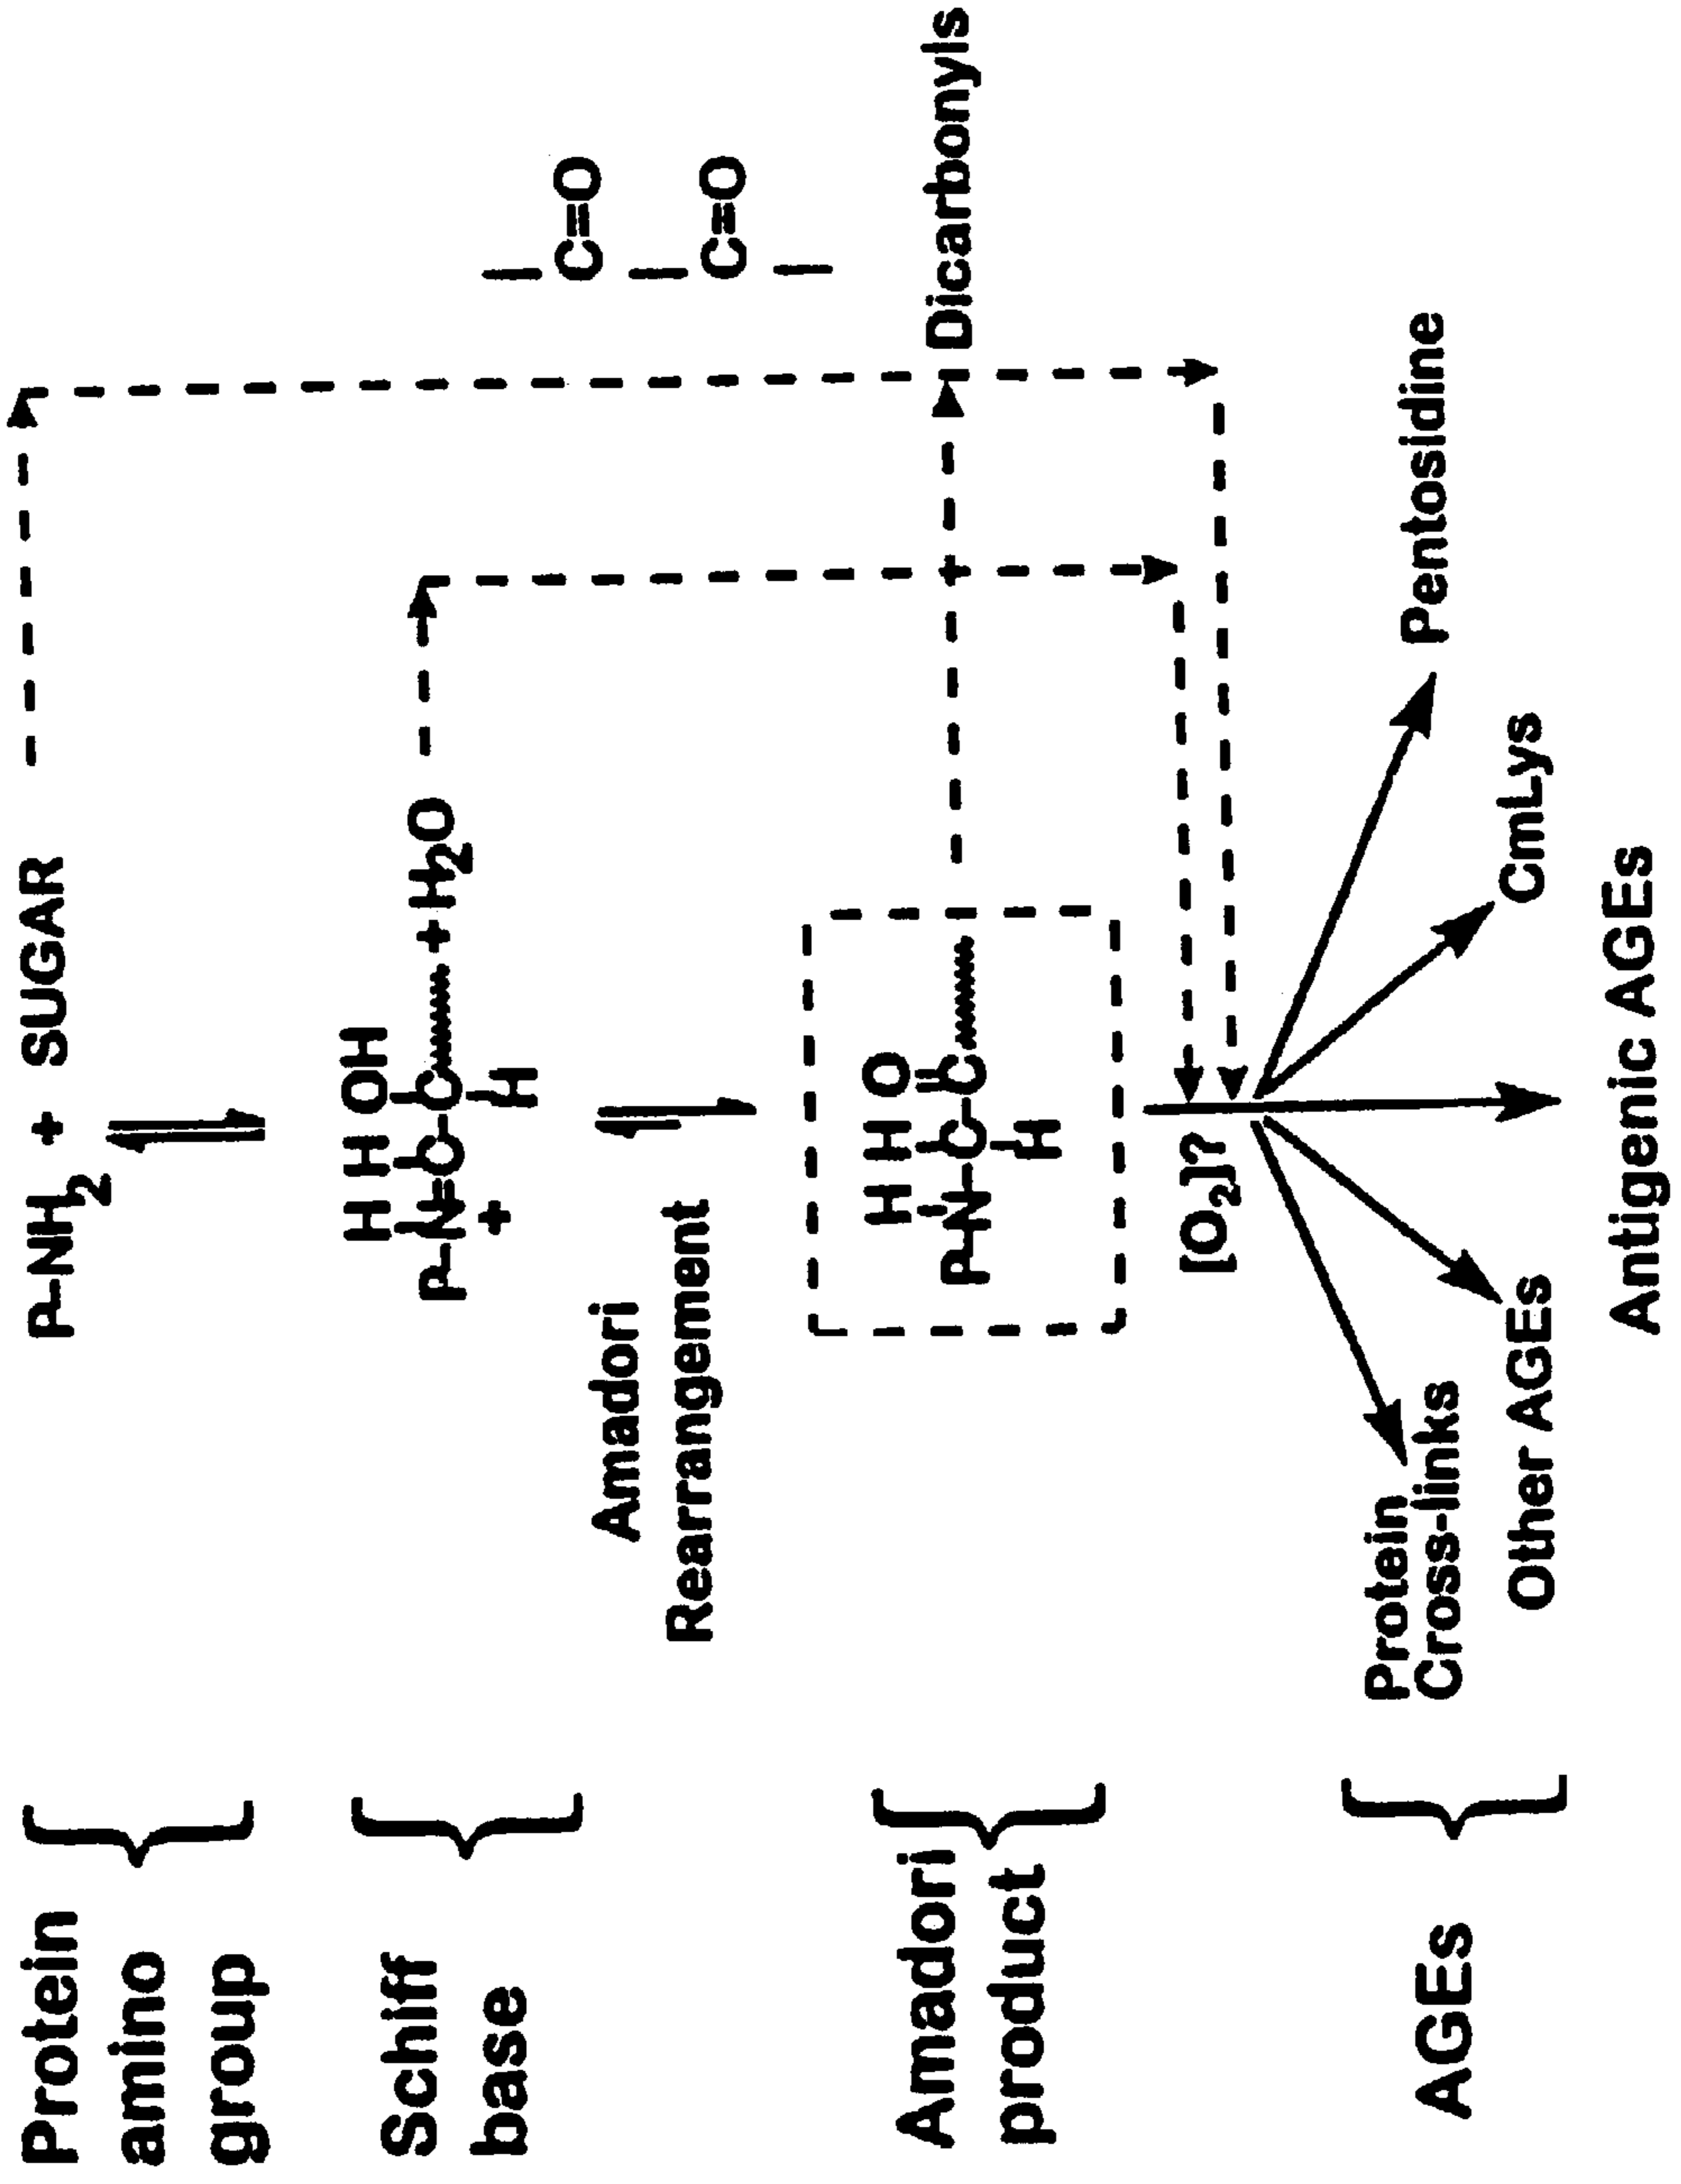 Protein
amino
group
P–NH2 + SUGAR
Schiff
base
H H OH
P–N=C–C + H2O
+
H
Amadori
Rearrangement
C=O
C=O
Amadori
product
H H O
P–N–C–C
H
Dicarbonyls
[O2]?
AGEs
Protein
Cross-links
Other AGEs
Antigenic AGEs
CmLys
Pentosidine